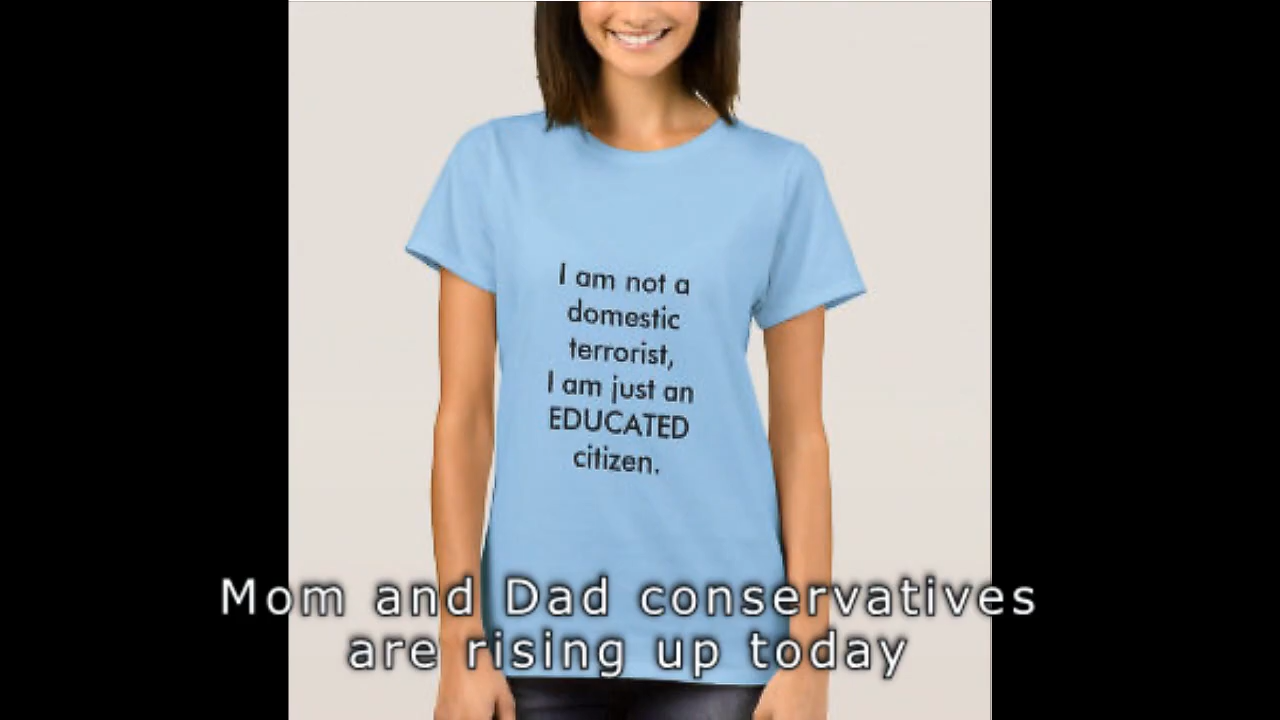 I am not a
domestic
terrorist,
I am just an
EDUCATED
citizen.
Mom and Dad conservatives
are rising up today